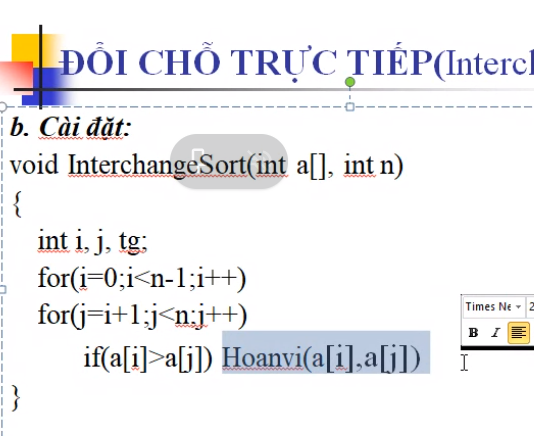 ĐỔI CHỖ TRỰC TIẾP(Interch
b. Cài đặt:
void InterchangeSort(int a[], int n)
{
int i, j, tg;
for(i=0;i<n-1;i++)
for(j=i+1;j<n;j++)
if(a[i]>a[j]) Hoanvi(a[i],a[j])
}
Times Ne 2
B I